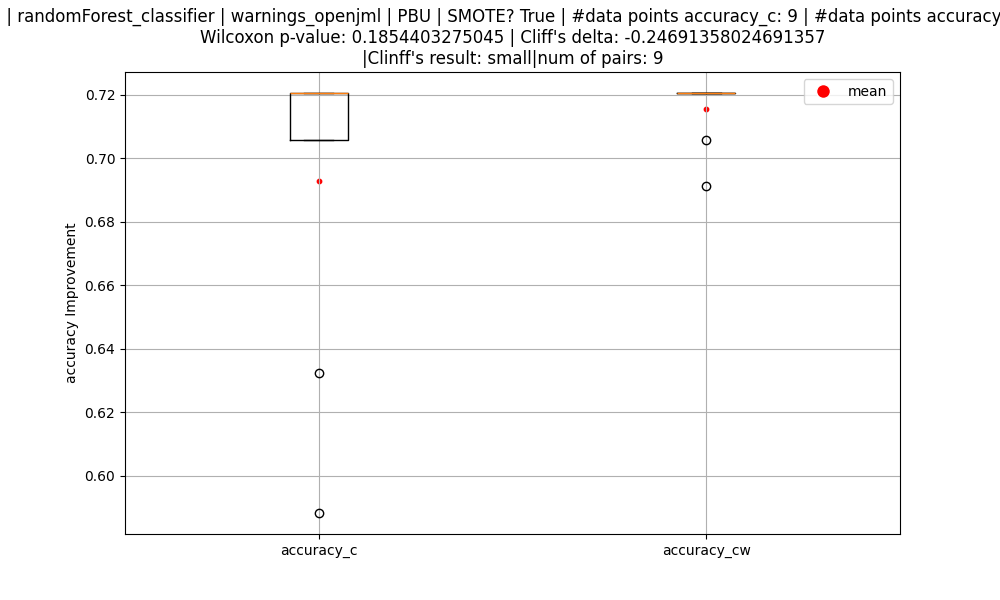 | randomForest_classifier | warnings_openjml | PBU | SMOTE? True | #data points accuracy_c: 9 | #data points accuracy
Wilcoxon p-value: 0.1854403275045 | Cliff's delta: -0.24691358024691357
|Clinff's result: small|num of pairs: 9
mean
accuracy Improvement
0.72
0.70
0.68
0.66
0.64
0.62
0.60
accuracy_c
accuracy_cw